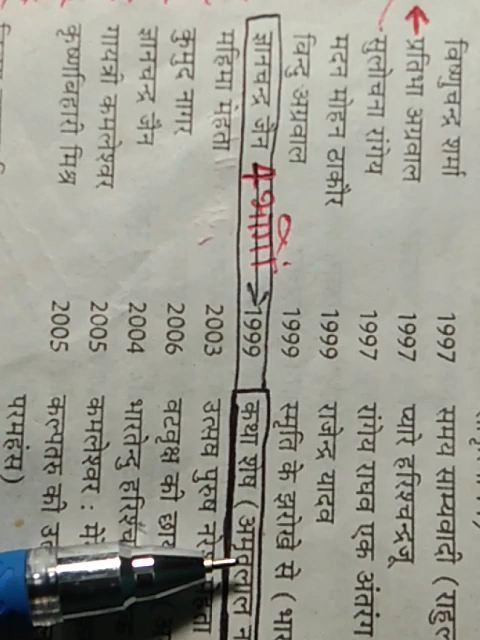 विष्णुचन्द्र शर्मा 1997 समय साम्यवादी (राहुल
प्रतिभा अग्रवाल 1997 प्यारे हरिश्चन्द्रजू
सुलोचना रांगेय 1997 रांगेय राघव एक अंतरंग
मदन मोहन ठाकौर 1999 राजेन्द्र यादव
बिन्दु अग्रवाल 1999 स्मृति के झरोखे से
ज्ञानचन्द्र जैन 4 भागों में 1999 कथा शेष (अमृतलाल
महिमा मेहता 2003 उत्सव पुरुष
कुमुद नागर 2006 वटवृक्ष की
ज्ञानचन्द्र जैन 2004 भारतेन्दु
गायत्री कमलेश्वर 2005 कमलेश्वर :
कृष्णबिहारी मिश्र 2005 कल्पतरु की
परमहंस)